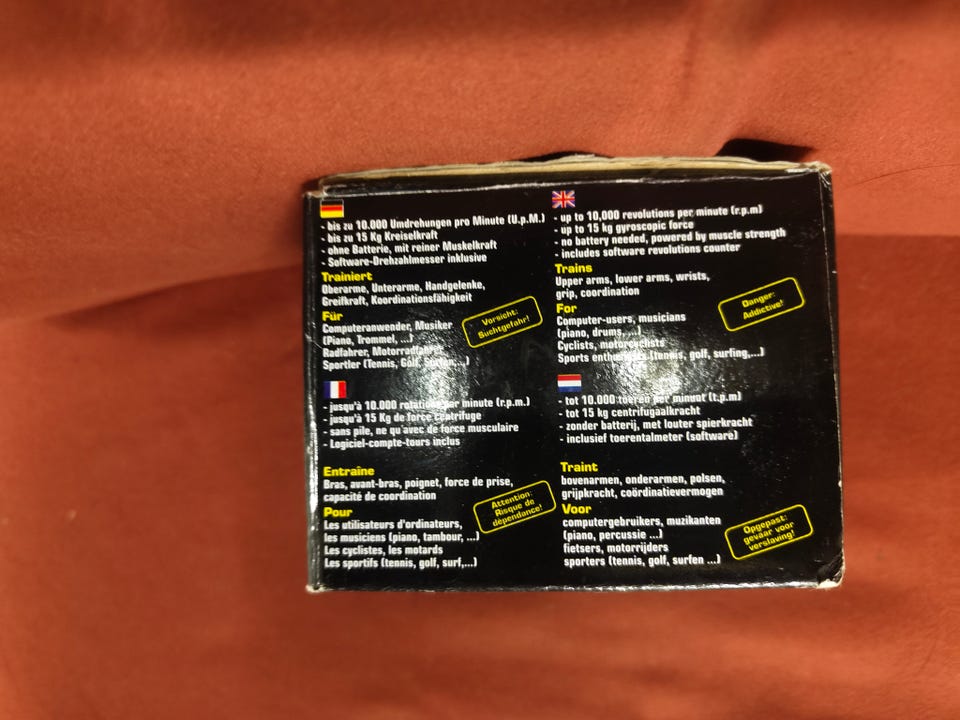 - bis zu 10.000 Umdrehungen pro Minute (U.p.M.)
- bis zu 15 Kg Kreiselkraft
- ohne Batterie, mit reiner Muskelkraft
- Software-Drehzahlmesser inklusive
Trainiert
Oberarme, Unterarme, Handgelenke,
Greifkraft, Koordinationsfähigkeit
Für
Computeranwender, Musiker
(Piano, Trommel, ...)
Radfahrer, Motorradfahrer
Sportler (Tennis, Golf, ...)
Vorsicht:
Suchtgefahr!
- up to 10,000 revolutions per minute (r.p.m)
- up to 15 kg gyroscopic force
- no battery needed, powered by muscle strength
- includes software revolutions counter
Trains
Upper arms, lower arms, wrists,
grip, coordination
For
Computer-users, musicians
(piano, drums, ...)
Cyclists, motorcyclists
Sports enthusiasts (tennis, golf, surfing,...)
Danger:
Addictive!
- jusqu'à 10.000 rotations par minute (r.p.m.)
- jusqu'à 15 Kg de force centrifuge
- sans pile, ne qu'avec de force musculaire
- Logiciel-compte-tours inclus
Entraîne
Bras, avant-bras, poignet, force de prise,
capacité de coordination
Pour
Les utilisateurs d'ordinateurs,
les musiciens (piano, tambour, ...)
Les cyclistes, les motards
Les sportifs (tennis, golf, surf,...)
Attention:
Risque de
dépendance!
- tot 10.000 toeren per minuut (t.p.m)
- tot 15 kg centrifugaalkracht
- zonder batterij, met louter spierkracht
- inclusief toerentalmeter (software)
Traint
bovenarmen, onderarmen, polsen,
grijpkracht, coördinatievermogen
Voor
computergebruikers, muzikanten
(piano, percussie ...)
fietsers, motorrijders
sporters (tennis, golf, surfen ...)
Opgepast:
gevaar voor
verslaving!